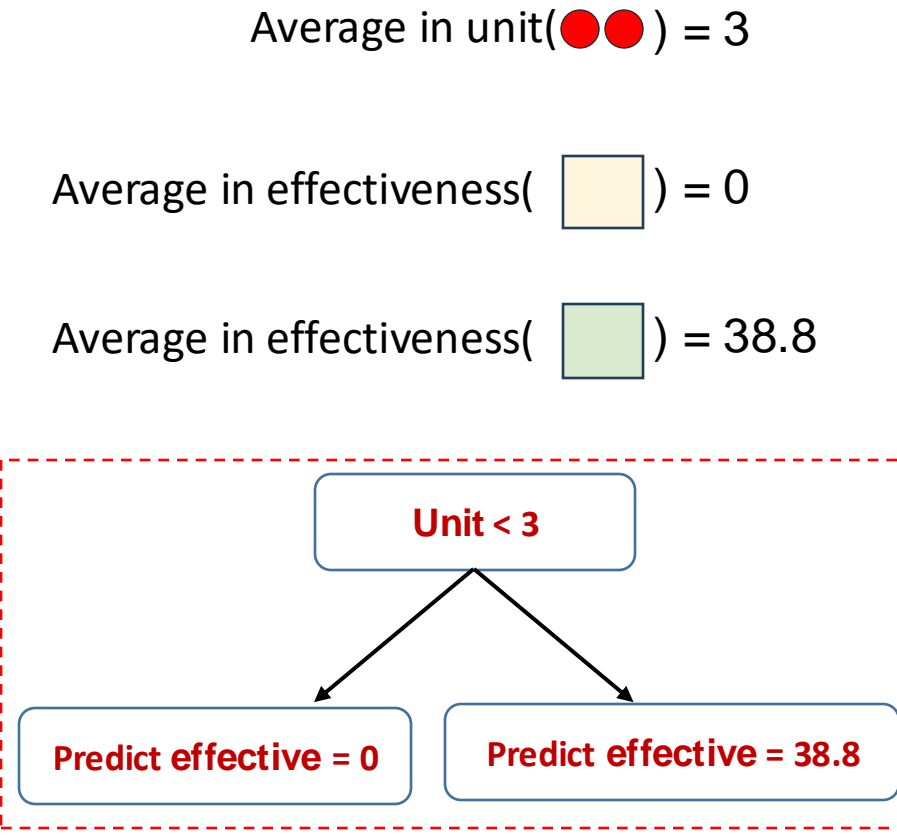 Average in unit( ) = 3
Average in effectiveness( ) = 0
Average in effectiveness( ) = 38.8
Unit < 3
Predict effective = 0
Predict effective = 38.8